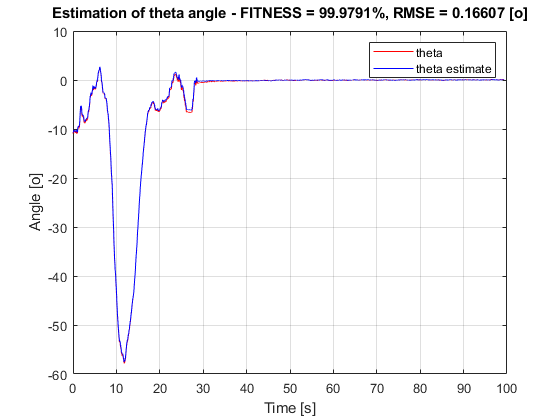 Estimation of theta angle - FITNESS = 99.9791%, RMSE = 0.16607 [o]
10
0
-10
-20
-30
-40
-50
-60
Angle [o]
theta
theta estimate
0 10 20 30 40 50 60 70 80 90 100
Time [s]